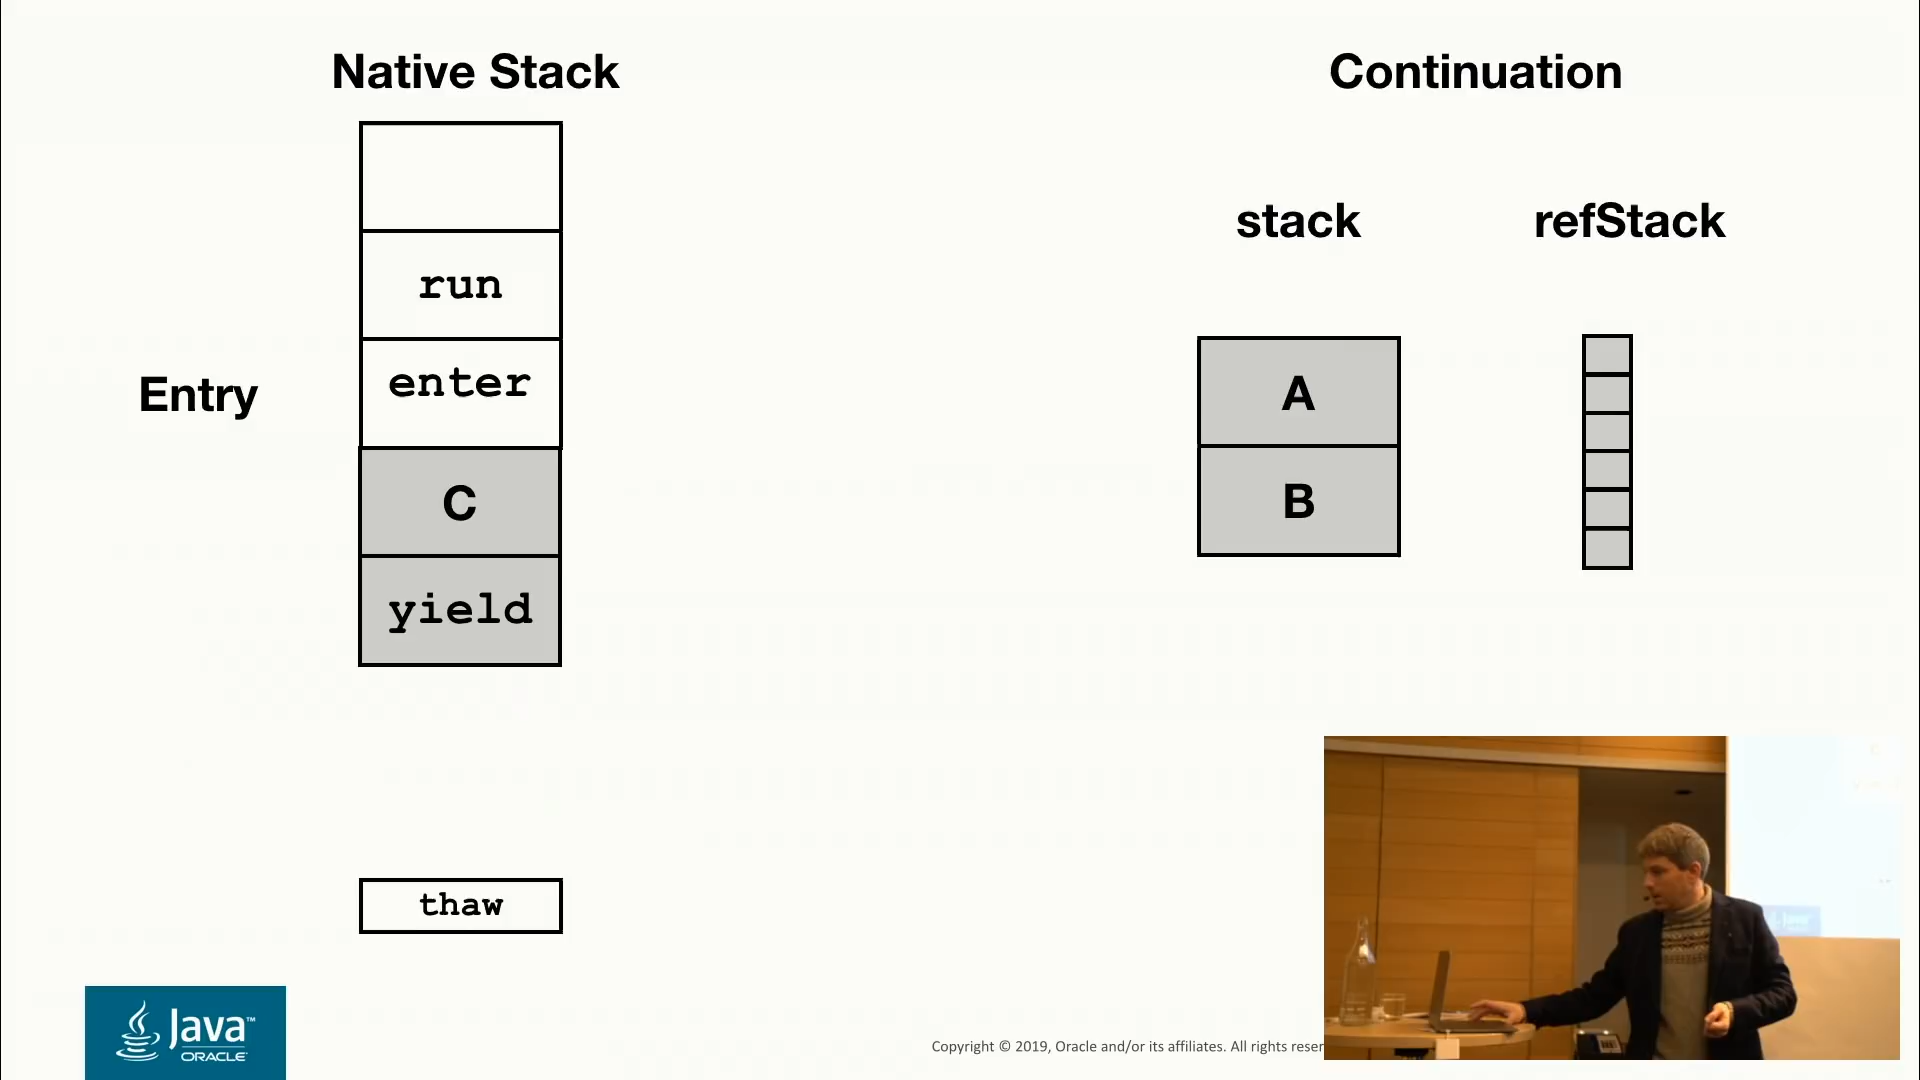 Native Stack
Continuation
stack
refStack
run
Entry
enter
A
C
B
yield
thaw
Java™
ORACLE
Copyright © 2019, Oracle and/or its affiliates. All rights reser